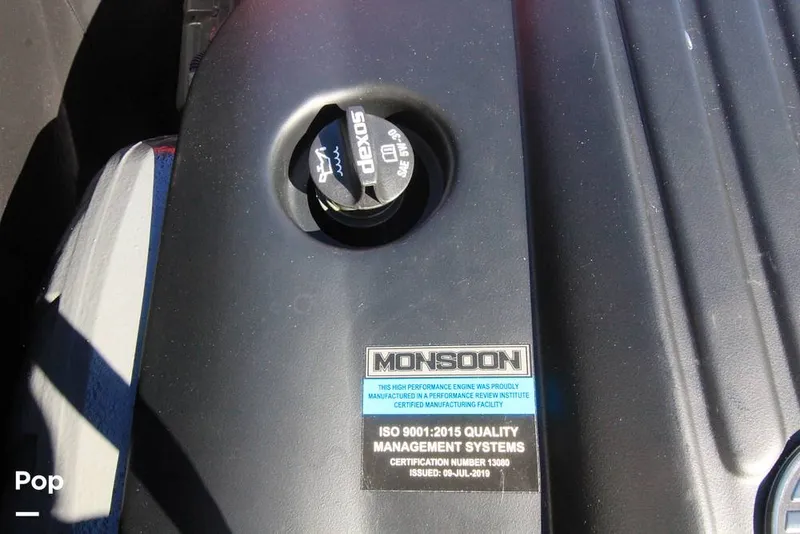 dexos
SAE 5W-30
MONSOON
THIS HIGH PERFORMANCE ENGINE WAS PROUDLY
MANUFACTURED IN A PERFORMANCE REVIEW INSTITUTE
CERTIFIED MANUFACTURING FACILITY
ISO 9001:2015 QUALITY
MANAGEMENT SYSTEMS
CERTIFICATION NUMBER 13080
ISSUED: 09-JUL-2019
Pop